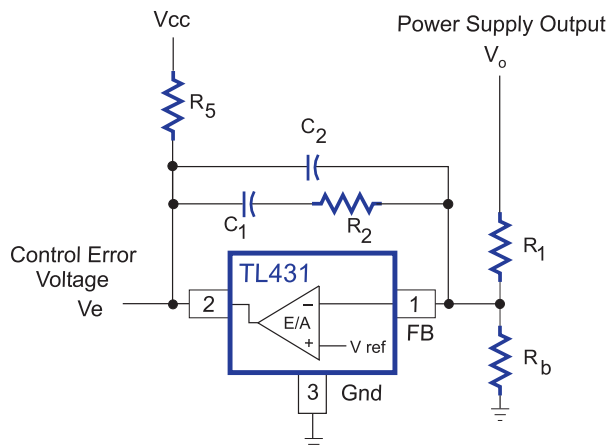 Vcc
Power Supply Output
Vo
R5
C2
C1
R2
R1
Control Error
Voltage
Ve
TL431
2
E/A
−
+
V ref
1
FB
Rb
3
Gnd